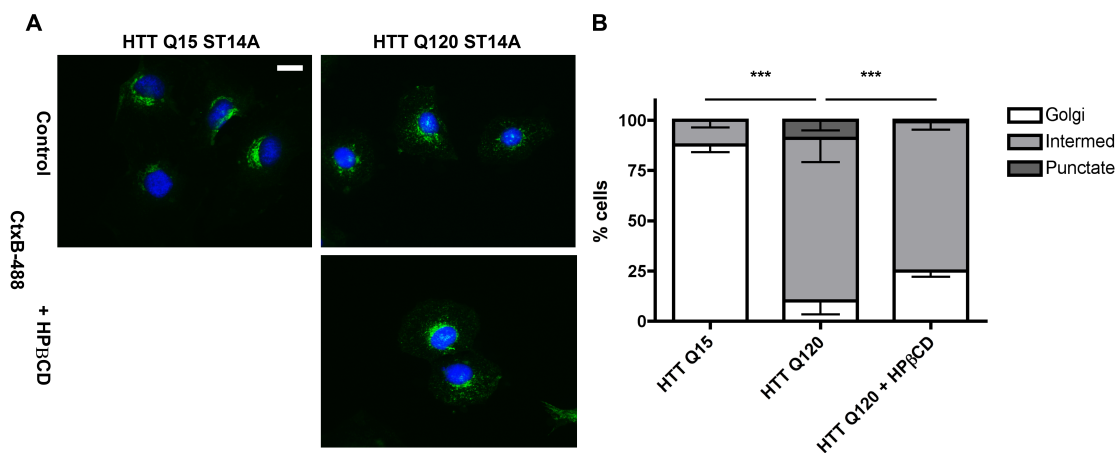 A
HTT Q15 ST14A
HTT Q120 ST14A
Control
CtxB-488
+ HPβCD
B
***
***
% cells
100
75
50
25
0
HTT Q15
HTT Q120
HTT Q120 + HPβCD
Golgi
Intermed
Punctate